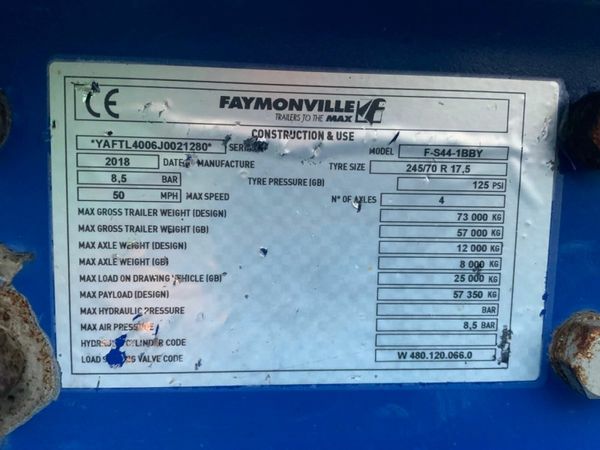 CE FAYMONVILLE
TRAILERS TO THE MAX
CONSTRUCTION & USE
*YAFTL4006J0021280* MODEL F-S44-1BBY
2018 DATE MANUFACTURE TYRE SIZE 245/70 R 17,5
8,5 BAR TYRE PRESSURE (GB) 125 PSI
50 MPH MAX SPEED N° OF AXLES 4
MAX GROSS TRAILER WEIGHT (DESIGN) 73 000 KG
MAX GROSS TRAILER WEIGHT (GB) 57 000 KG
MAX AXLE WEIGHT (DESIGN) 12 000 KG
MAX AXLE WEIGHT (GB) 8 000 KG
MAX LOAD ON DRAWING VEHICLE (GB) 25 000 KG
MAX PAYLOAD (DESIGN) 57 350 KG
MAX HYDRAULIC PRESSURE BAR
MAX AIR PRESSURE 8,5 BAR
CYLINDER CODE
LOAD VALVE CODE W 480.120.066.0